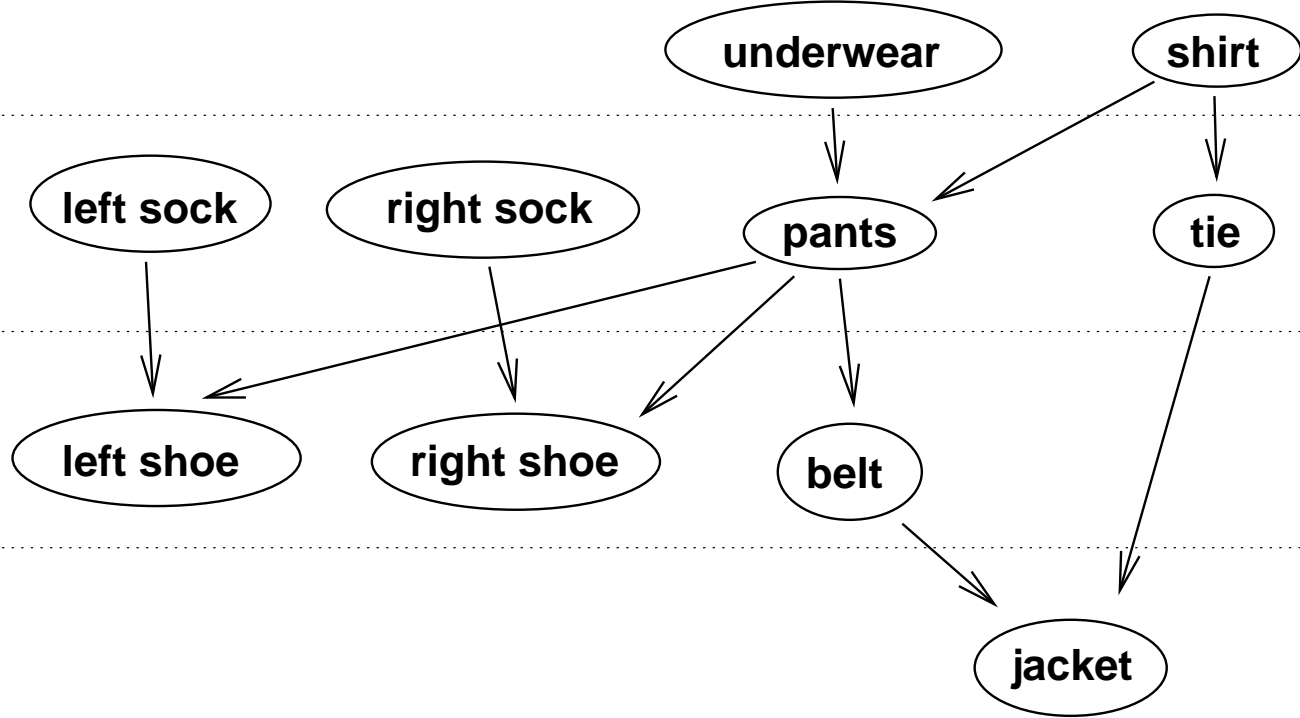 underwear
shirt
left sock
right sock
pants
tie
left shoe
right shoe
belt
jacket